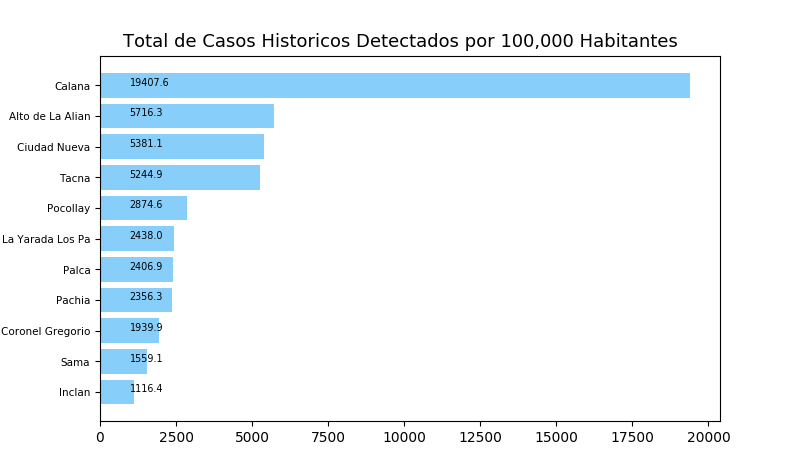 Total de Casos Historicos Detectados por 100,000 Habitantes
Calana 19407.6
Alto de La Alian 5716.3
Ciudad Nueva 5381.1
Tacna 5244.9
Pocollay 2874.6
La Yarada Los Pa 2438.0
Palca 2406.9
Pachia 2356.3
Coronel Gregorio 1939.9
Sama 1559.1
Inclan 1116.4
0 2500 5000 7500 10000 12500 15000 17500 20000